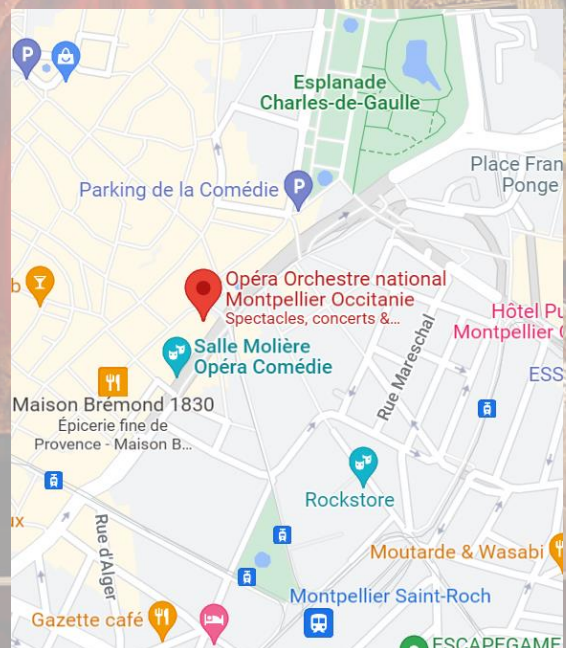 P
Esplanade
Charles-de-Gaulle
Place Fran
Ponge
Parking de la Comédie
P
b
Opéra Orchestre national
Montpellier Occitanie
Spectacles, concerts &...
Hôtel Pu
Montpellier
Salle Molière
Opéra Comédie
Rue Mareschal
ESS
Maison Brémond 1830
Épicerie fine de
Provence - Maison B...
Rockstore
ux
Rue d'Alger
Moutarde & Wasabi
Montpellier Saint-Roch
Gazette café
ESCAPEGAME